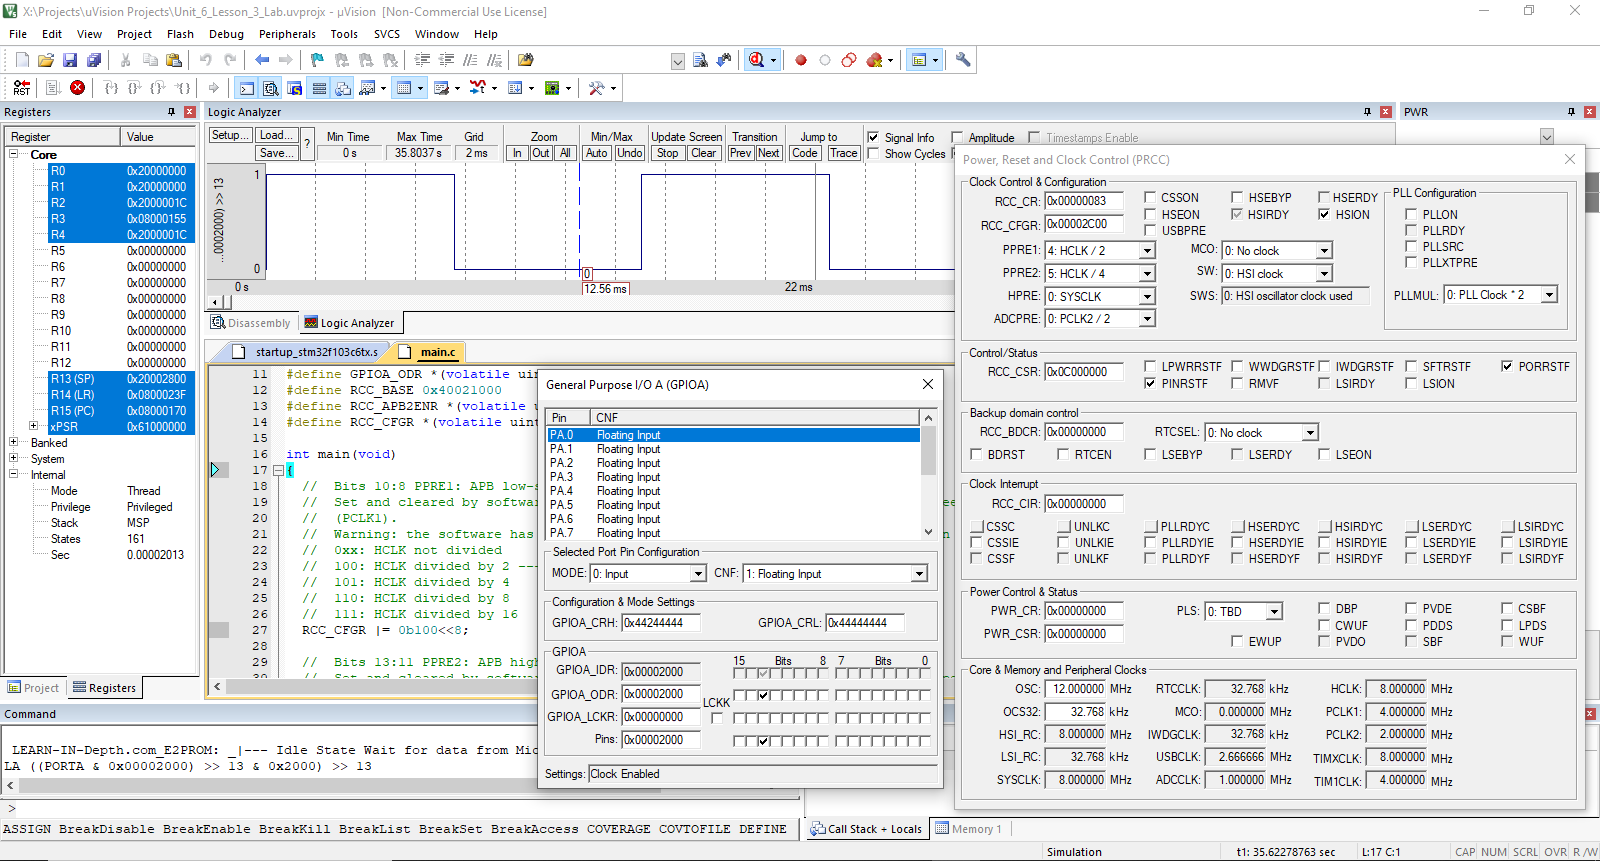 X:\Projects\uVision Projects\Unit_6_Lesson_3_Lab.uvprojx - µVision [Non-Commercial Use License]
File Edit View Project Flash Debug Peripherals Tools SVCS Window Help
Registers
Register Value
Core
R0 0x20000000
R1 0x20000000
R2 0x2000001C
R3 0x08000155
R4 0x2000001C
R5 0x00000000
R6 0x00000000
R7 0x00000000
R8 0x00000000
R9 0x00000000
R10 0x00000000
R11 0x00000000
R12 0x00000000
R13 (SP) 0x20002800
R14 (LR) 0x0800023F
R15 (PC) 0x08000170
xPSR 0x61000000
Banked
System
Internal
Mode Thread
Privilege Privileged
Stack MSP
States 161
Sec 0.00002013
Project Registers
Logic Analyzer
Setup... Load... Save... ?
Min Time Max Time Grid Zoom Min/Max Update Screen Transition Jump to
0 s 35.8037 s 2 ms In Out All Auto Undo Stop Clear Prev Next Code Trace
Signal Info Amplitude Timestamps Enable
Show Cycles
...00002000) >> 13
1
0
0
0 s 12.56 ms 22 ms
Disassembly Logic Analyzer
startup_stm32f103c6tx.s main.c
11 #define GPIOA_ODR *(volatile uin
12 #define RCC_BASE 0x40021000
13 #define RCC_APB2ENR *(volatile u
14 #define RCC_CFGR *(volatile uint
15
16 int main(void)
17 {
18 // Bits 10:8 PPRE1: APB low-s
19 // Set and cleared by softwar
20 // (PCLK1).
21 // Warning: the software has
22 // 0xx: HCLK not divided
23 // 100: HCLK divided by 2 ---
24 // 101: HCLK divided by 4
25 // 110: HCLK divided by 8
26 // 111: HCLK divided by 16
27 RCC_CFGR |= 0b100<<8;
28
29 // Bits 13:11 PPRE2: APB high
General Purpose I/O A (GPIOA)
Pin CNF
PA.0 Floating Input
PA.1 Floating Input
PA.2 Floating Input
PA.3 Floating Input
PA.4 Floating Input
PA.5 Floating Input
PA.6 Floating Input
PA.7 Floating Input
Selected Port Pin Configuration
MODE: 0: Input CNF: 1: Floating Input
Configuration & Mode Settings
GPIOA_CRH: 0x44244444 GPIOA_CRL: 0x44444444
GPIOA
15 Bits 8 7 Bits 0
GPIOA_IDR: 0x00002000
GPIOA_ODR: 0x00002000
LCKK
GPIOA_LCKR: 0x00000000
Pins: 0x00002000
Settings: Clock Enabled
PWR
Power, Reset and Clock Control (PRCC)
Clock Control & Configuration
RCC_CR: 0x00000083 CSSON HSEBYP HSERDY
HSEON HSIRDY HSION
RCC_CFGR: 0x00002C00 USBPRE
PPRE1: 4: HCLK / 2 MCO: 0: No clock
PPRE2: 5: HCLK / 4 SW: 0: HSI clock
HPRE: 0: SYSCLK SWS: 0: HSI oscillator clock used
ADCPRE: 0: PCLK2 / 2
PLL Configuration
PLLON
PLLRDY
PLLSRC
PLLXTPRE
PLLMUL: 0: PLL Clock * 2
Control/Status
RCC_CSR: 0x0C000000 LPWRRSTF WWDGRSTF IWDGRSTF SFTRSTF PORRSTF
PINRSTF RMVF LSIRDY LSION
Backup domain control
RCC_BDCR: 0x00000000 RTCSEL: 0: No clock
BDRST RTCEN LSEBYP LSERDY LSEON
Clock Interrupt
RCC_CIR: 0x00000000
CSSC UNLKC PLLRDYC HSERDYC HSIRDYC LSERDYC LSIRDYC
CSSIE UNLKIE PLLRDYIE HSERDYIE HSIRDYIE LSERDYIE LSIRDYIE
CSSF UNLKF PLLRDYF HSERDYF HSIRDYF LSERDYF LSIRDYF
Power Control & Status
PWR_CR: 0x00000000 PLS: 0: TBD DBP PVDE CSBF
CWUF PDDS LPDS
PWR_CSR: 0x00000000 EWUP PVDO SBF WUF
Core & Memory and Peripheral Clocks
OSC: 12.000000 MHz RTCCLK: 32.768 kHz HCLK: 8.000000 MHz
OCS32: 32.768 kHz MCO: 0.000000 MHz PCLK1: 4.000000 MHz
HSI_RC: 8.000000 MHz IWDGCLK: 32.768 kHz PCLK2: 2.000000 MHz
LSI_RC: 32.768 kHz USBCLK: 2.666666 MHz TIMXCLK: 8.000000 MHz
SYSCLK: 8.000000 MHz ADCCLK: 1.000000 MHz TIM1CLK: 4.000000 MHz
Command
LEARN-IN-Depth.com_E2PROM: _|--- Idle State Wait for data from Mic
LA ((PORTA & 0x00002000) >> 13 & 0x2000) >> 13
>
ASSIGN BreakDisable BreakEnable BreakKill BreakList BreakSet BreakAccess COVERAGE COVTOFILE DEFINE
Call Stack + Locals Memory 1
Simulation t1: 35.62278763 sec L:17 C:1 CAP NUM SCRL OVR R/W